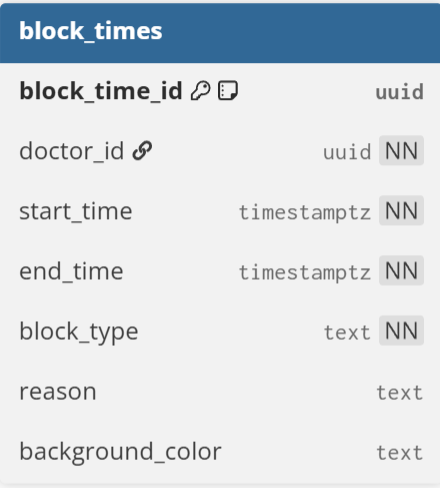 block_times
block_time_id uuid
doctor_id uuid NN
start_time timestamptz NN
end_time timestamptz NN
block_type text NN
reason text
background_color text